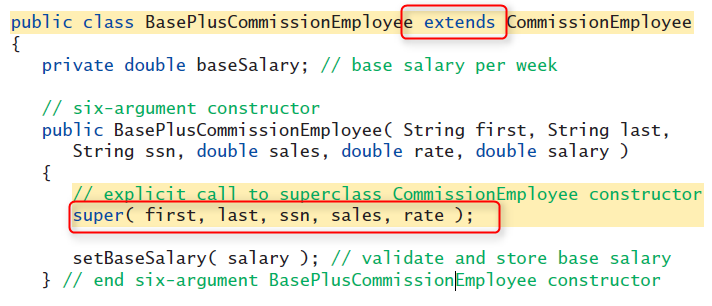 public class BasePlusCommissionEmployee extends CommissionEmployee
{
private double baseSalary; // base salary per week
// six-argument constructor
public BasePlusCommissionEmployee( String first, String last,
String ssn, double sales, double rate, double salary )
{
// explicit call to superclass CommissionEmployee constructor
super( first, last, ssn, sales, rate );
setBaseSalary( salary ); // validate and store base salary
} // end six-argument BasePlusCommissionEmployee constructor